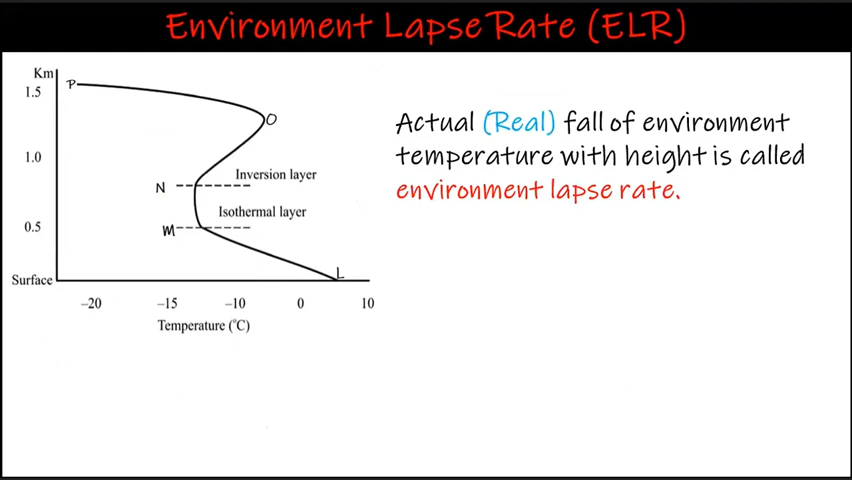 Environment Lapse Rate (ELR)
Km
P
1.5
O
Actual (Real) fall of environment
temperature with height is called
environment lapse rate.
1.0
Inversion layer
N
Isothermal layer
0.5
M
L
Surface
–20 –15 –10 0 10
Temperature (°C)